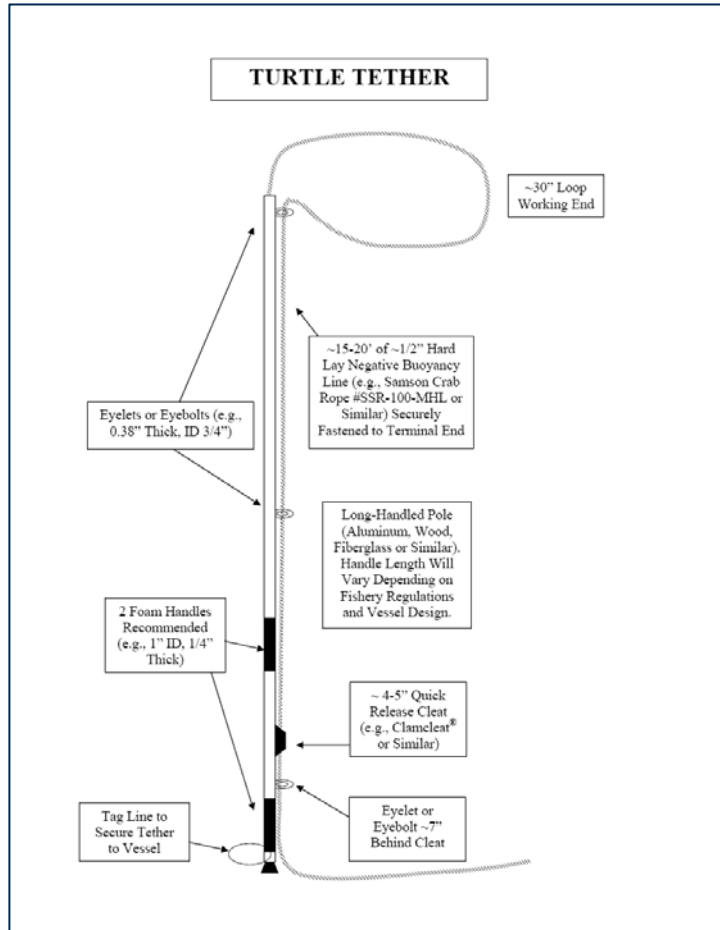 TURTLE TETHER
~30” Loop
Working End
~15-20’ of ~1/2” Hard
Lay Negative Buoyancy
Line (e.g., Samson Crab
Rope #SSR-100-MHL or
Similar) Securely
Fastened to Terminal End
Eyelets or Eyebolts (e.g.,
0.38” Thick, ID 3/4”)
Long-Handled Pole
(Aluminum, Wood,
Fiberglass or Similar).
Handle Length Will
Vary Depending on
Fishery Regulations
and Vessel Design.
2 Foam Handles
Recommended
(e.g., 1” ID, 1/4”
Thick)
~ 4-5” Quick
Release Cleat
(e.g., Clamcleat®
or Similar)
Tag Line to
Secure Tether
to Vessel
Eyelet or
Eyebolt ~7”
Behind Cleat